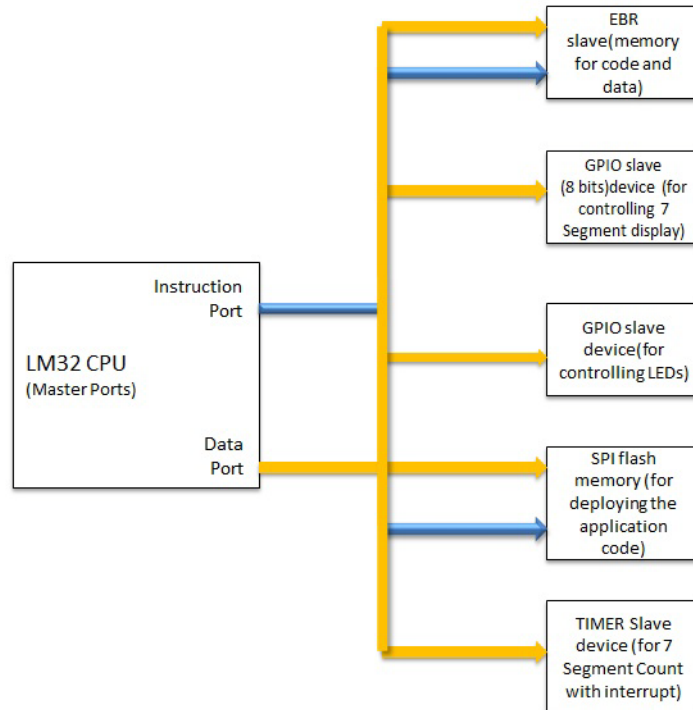 EBR
slave(memory
for code and
data)
GPIO slave
(8 bits)device (for
controlling 7
Segment display)
Instruction
Port
LM32 CPU
(Master Ports)
Data
Port
GPIO slave
device(for
controlling LEDs)
SPI flash
memory (for
deploying the
application
code)
TIMER Slave
device (for 7
Segment Count
with interrupt)